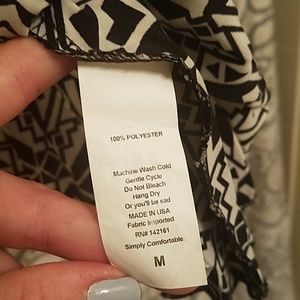 100% POLYESTER
Machine Wash Cold
Gentle Cycle
Do Not Bleach
Hang Dry
Or you'll be sad
MADE IN USA
Fabric Imported
RN# 142161
Simply Comfortable
M